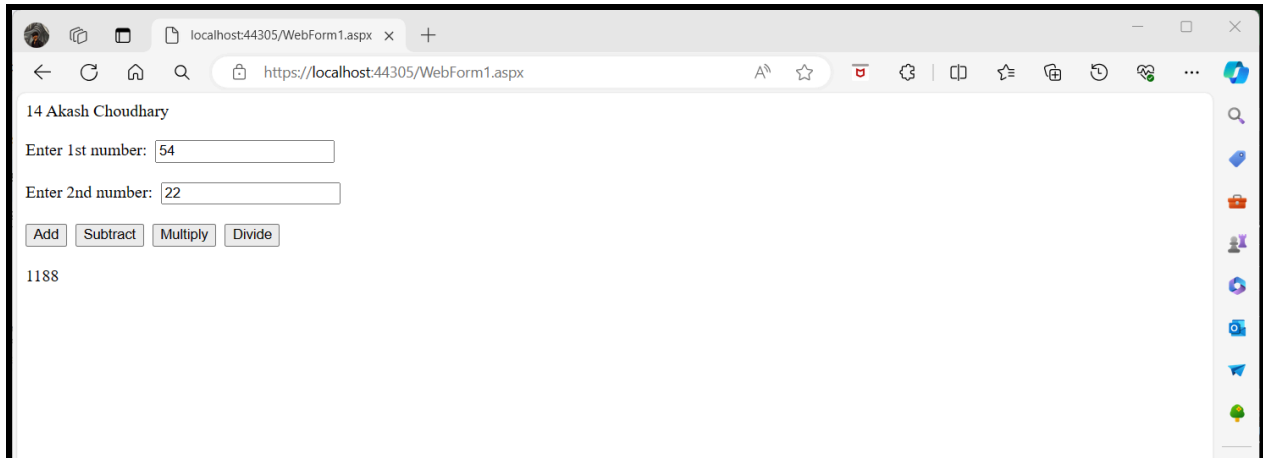 localhost:44305/WebForm1.aspx
https://localhost:44305/WebForm1.aspx
14 Akash Choudhary
Enter 1st number: 54
Enter 2nd number: 22
Add Subtract Multiply Divide
1188